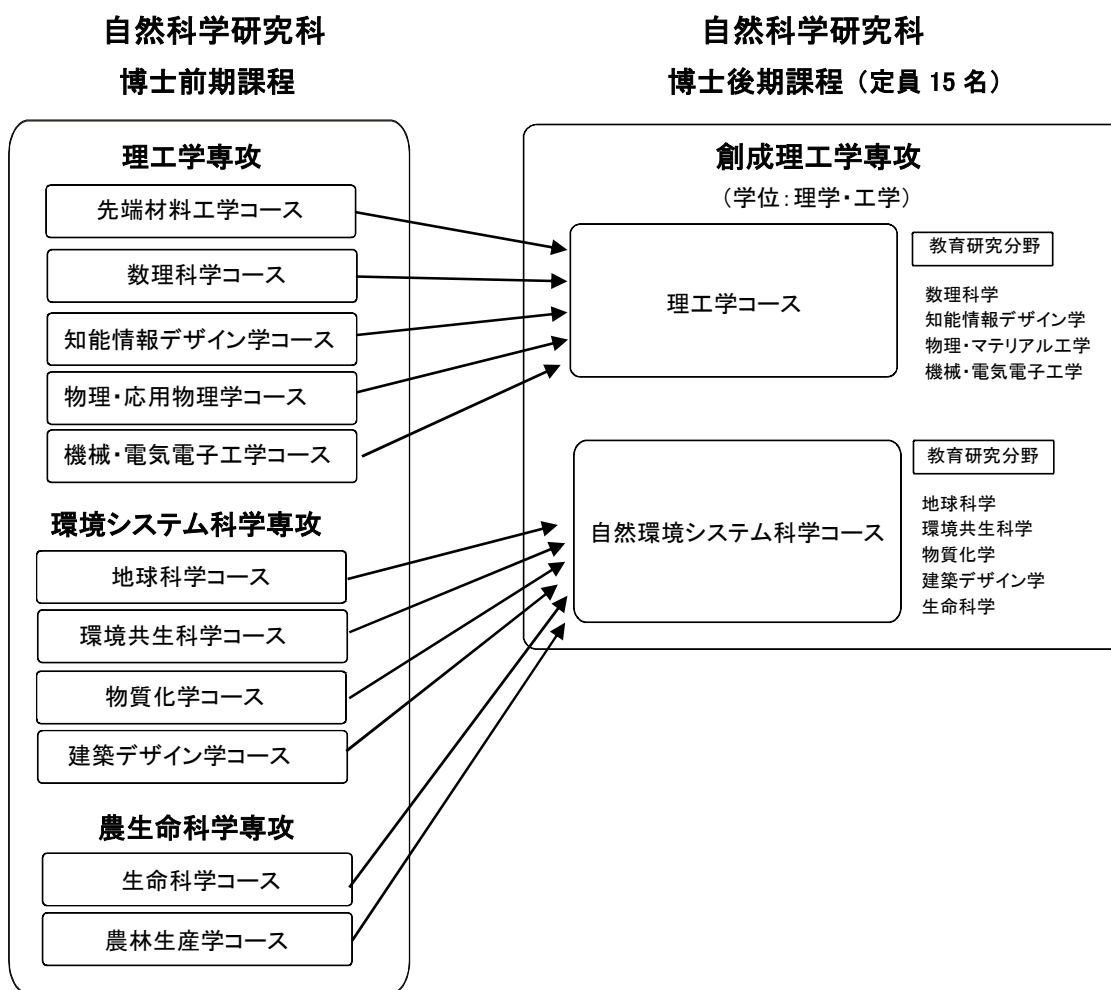 自然科学研究科
博士前期課程
理工学専攻
先端材料工学コース
数理科学コース
知能情報デザイン学コース
物理・応用物理学コース
機械・電気電子工学コース
環境システム科学専攻
地球科学コース
環境共生科学コース
物質化学コース
建築デザイン学コース
農生命科学専攻
生命科学コース
農林生産学コース
自然科学研究科
博士後期課程（定員 15 名）
創成理工学専攻
（学位：理学・工学）
理工学コース
教育研究分野
数理科学
知能情報デザイン学
物理・マテリアル工学
機械・電気電子工学
自然環境システム科学コース
教育研究分野
地球科学
環境共生科学
物質化学
建築デザイン学
生命科学